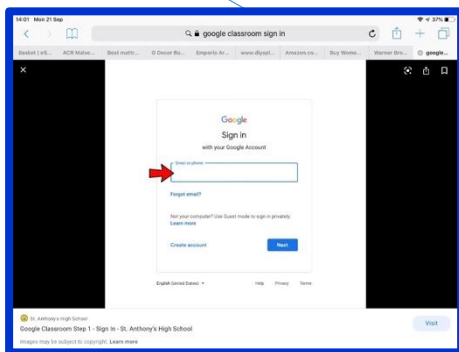 14:01 Mon 21 Sep
37%
google classroom sign in
Basket | eS...
ACR Natio...
Best mattr...
O Decor Ru...
Emporio Ar...
www.diyspl...
Amazon.co...
Buy Wome...
Warner Bro...
google...
Google
Sign in
with your Google Account
Email or phone
Forgot email?
Not your computer? Use Guest mode to sign in privately.
Learn more
Create account
Next
English (United States)
Help
Privacy
Terms
St. Anthony's High School
Google Classroom Step 1 - Sign In - St. Anthony's High School
Visit
Images may be subject to copyright. Learn more